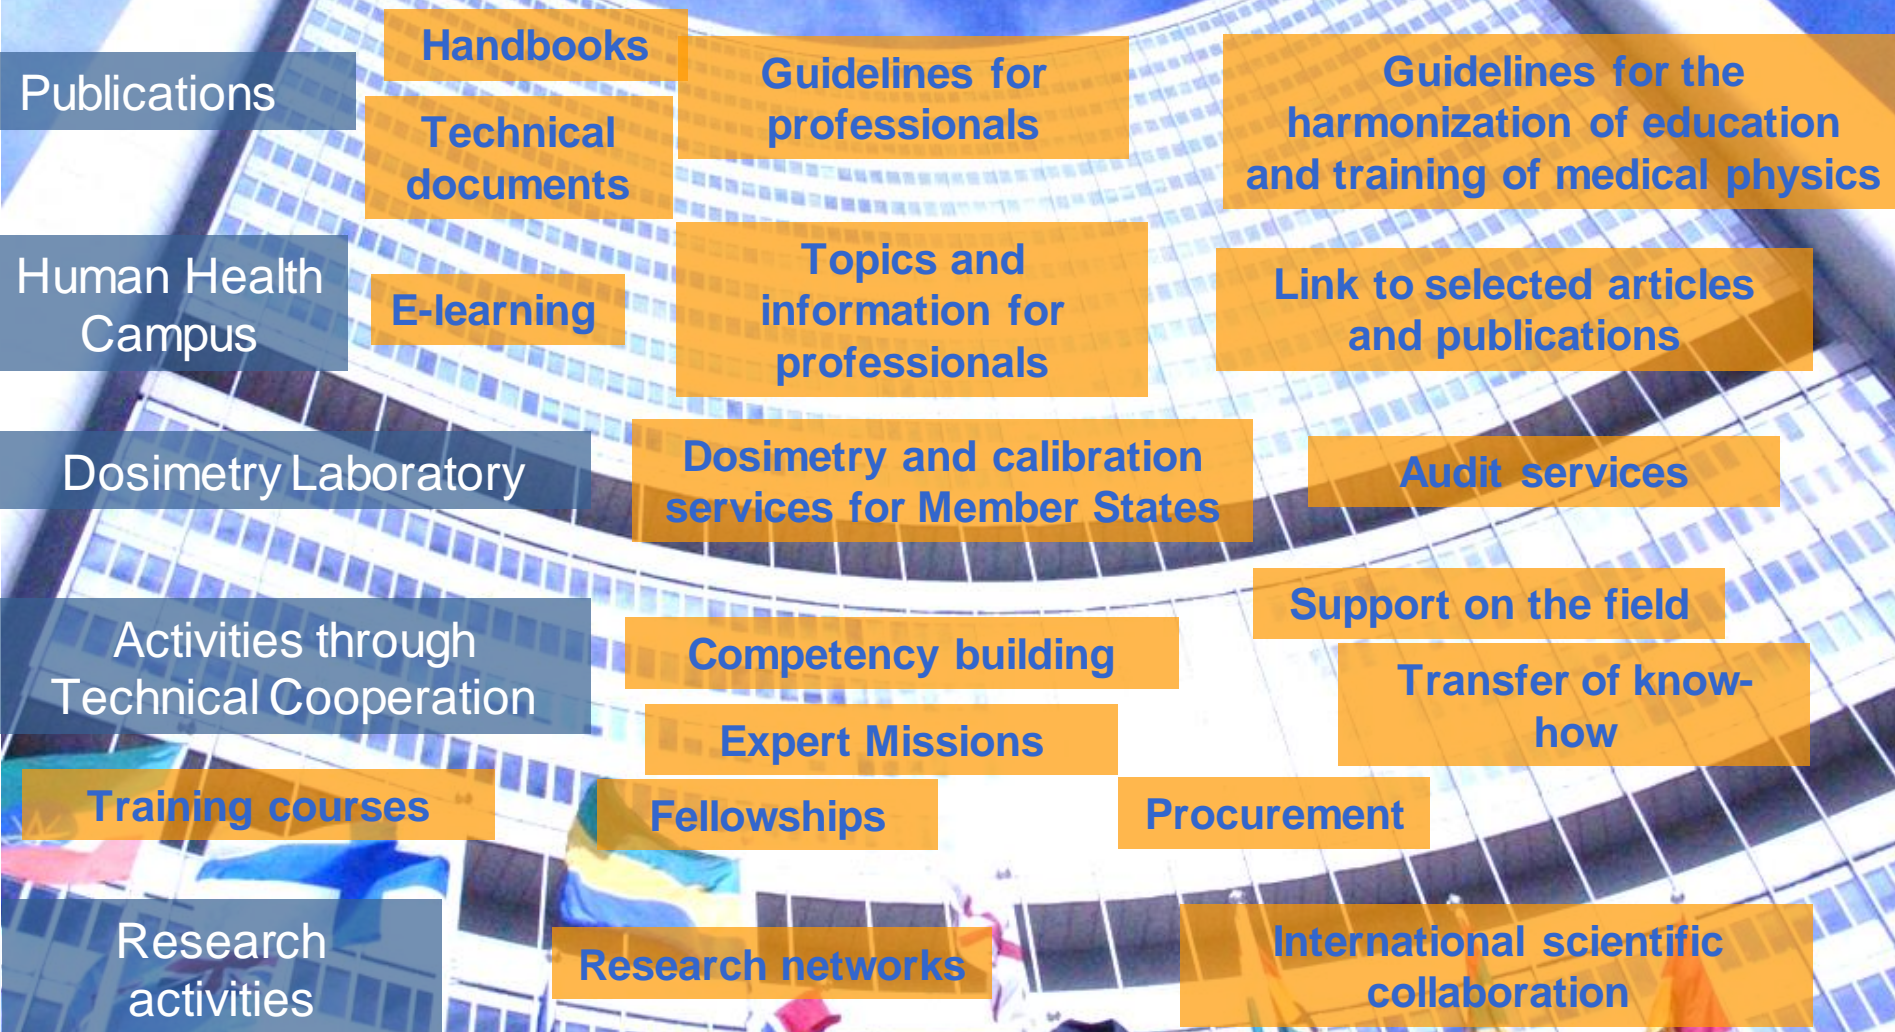 Publications
Handbooks
Technical
documents
Guidelines for
professionals
Guidelines for the
harmonization of education
and training of medical physics
Human Health
Campus
E-learning
Topics and
information for
professionals
Link to selected articles
and publications
Dosimetry Laboratory
Dosimetry and calibration
services for Member States
Audit services
Activities through
Technical Cooperation
Competency building
Support on the field
Transfer of know-
how
Expert Missions
Training courses
Fellowships
Procurement
Research
activities
Research networks
International scientific
collaboration